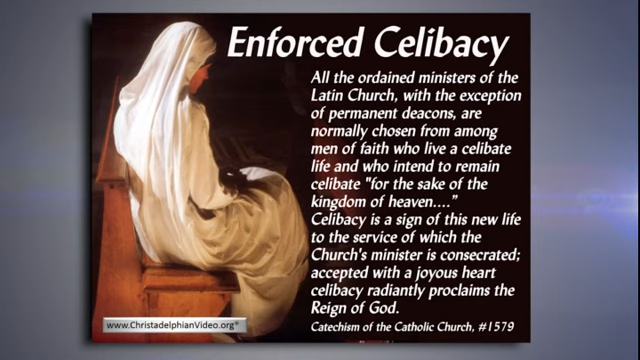 Enforced Celibacy
All the ordained ministers of the
Latin Church, with the exception
of permanent deacons, are
normally chosen from among
men of faith who live a celibate
life and who intend to remain
celibate "for the sake of the
kingdom of heaven...."
Celibacy is a sign of this new life
to the service of which the
Church's minister is consecrated;
accepted with a joyous heart
celibacy radiantly proclaims the
Reign of God.
Catechism of the Catholic Church, #1579
www.ChristadelphianVideo.org